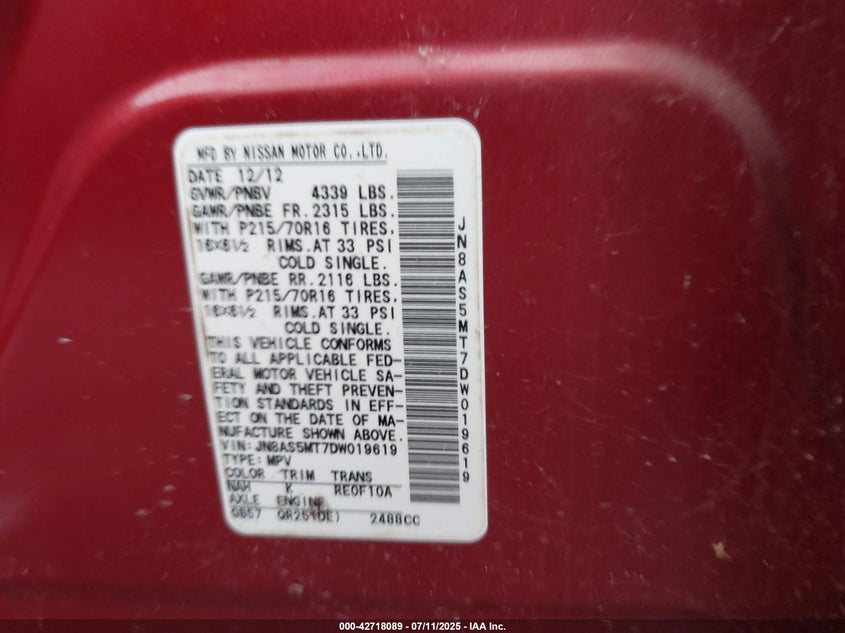 MFD BY NISSAN MOTOR CO.,LTD.
DATE 12/12
GVWR/PNBV 4339 LBS.
GAWR/PNBE FR. 2315 LBS.
WITH P215/70R16 TIRES,
16X6½ RIMS. AT 33 PSI
COLD SINGLE.
GAWR/PNBE RR. 2116 LBS.
WITH P215/70R16 TIRES,
16X6½ RIMS. AT 33 PSI
COLD SINGLE.
THIS VEHICLE CONFORMS
TO ALL APPLICABLE FED-
ERAL MOTOR VEHICLE SA-
FETY AND THEFT PREVEN-
TION STANDARDS IN EFF-
ECT ON THE DATE OF MA-
NUFACTURE SHOWN ABOVE.
VIN:JN8AS5MT7DW019619
TYPE:MPV
COLOR TRIM TRANS
NAH K RE0F10A
AXLE ENGINE
GB57 QR25(DE) 2488CC
JN8AS5MT7DW019619
000-42718089 - 07/11/2025 - IAA Inc.